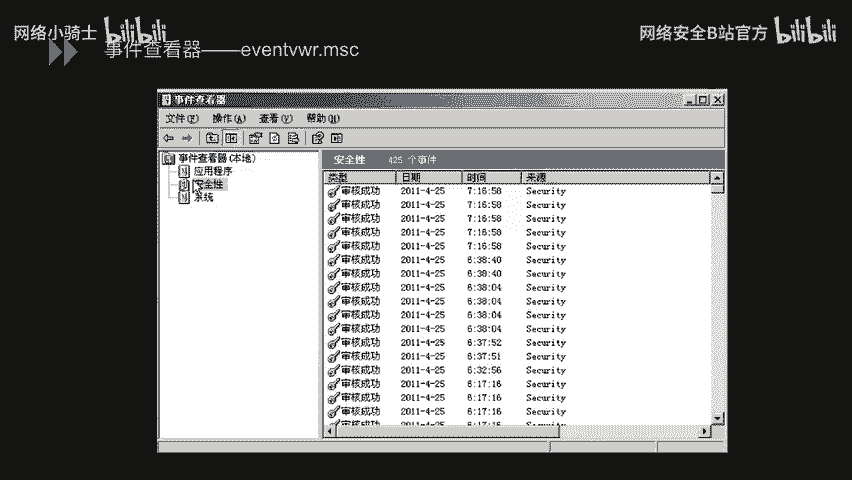 网络小骑士 bilibili
网络安全B站官方 bilibili
事件查看器——eventvwr.msc
事件查看器
文件(F) 操作(A) 查看(V) 帮助(H)
事件查看器(本地)
应用程序
安全性
系统
安全性 425 个事件
类型 日期 时间 来源
审核成功 2011-4-25 7:16:58 Security
审核成功 2011-4-25 7:16:58 Security
审核成功 2011-4-25 7:16:58 Security
审核成功 2011-4-25 7:16:58 Security
审核成功 2011-4-25 7:16:58 Security
审核成功 2011-4-25 6:38:40 Security
审核成功 2011-4-25 6:38:40 Security
审核成功 2011-4-25 6:38:04 Security
审核成功 2011-4-25 6:38:04 Security
审核成功 2011-4-25 6:38:04 Security
审核成功 2011-4-25 6:38:04 Security
审核成功 2011-4-25 6:37:52 Security
审核成功 2011-4-25 6:37:51 Security
审核成功 2011-4-25 6:32:56 Security
审核成功 2011-4-25 6:17:16 Security
审核成功 2011-4-25 6:17:16 Security
审核成功 2011-4-25 6:17:16 Security
审核成功 2011-4-25 6:17:16 Security